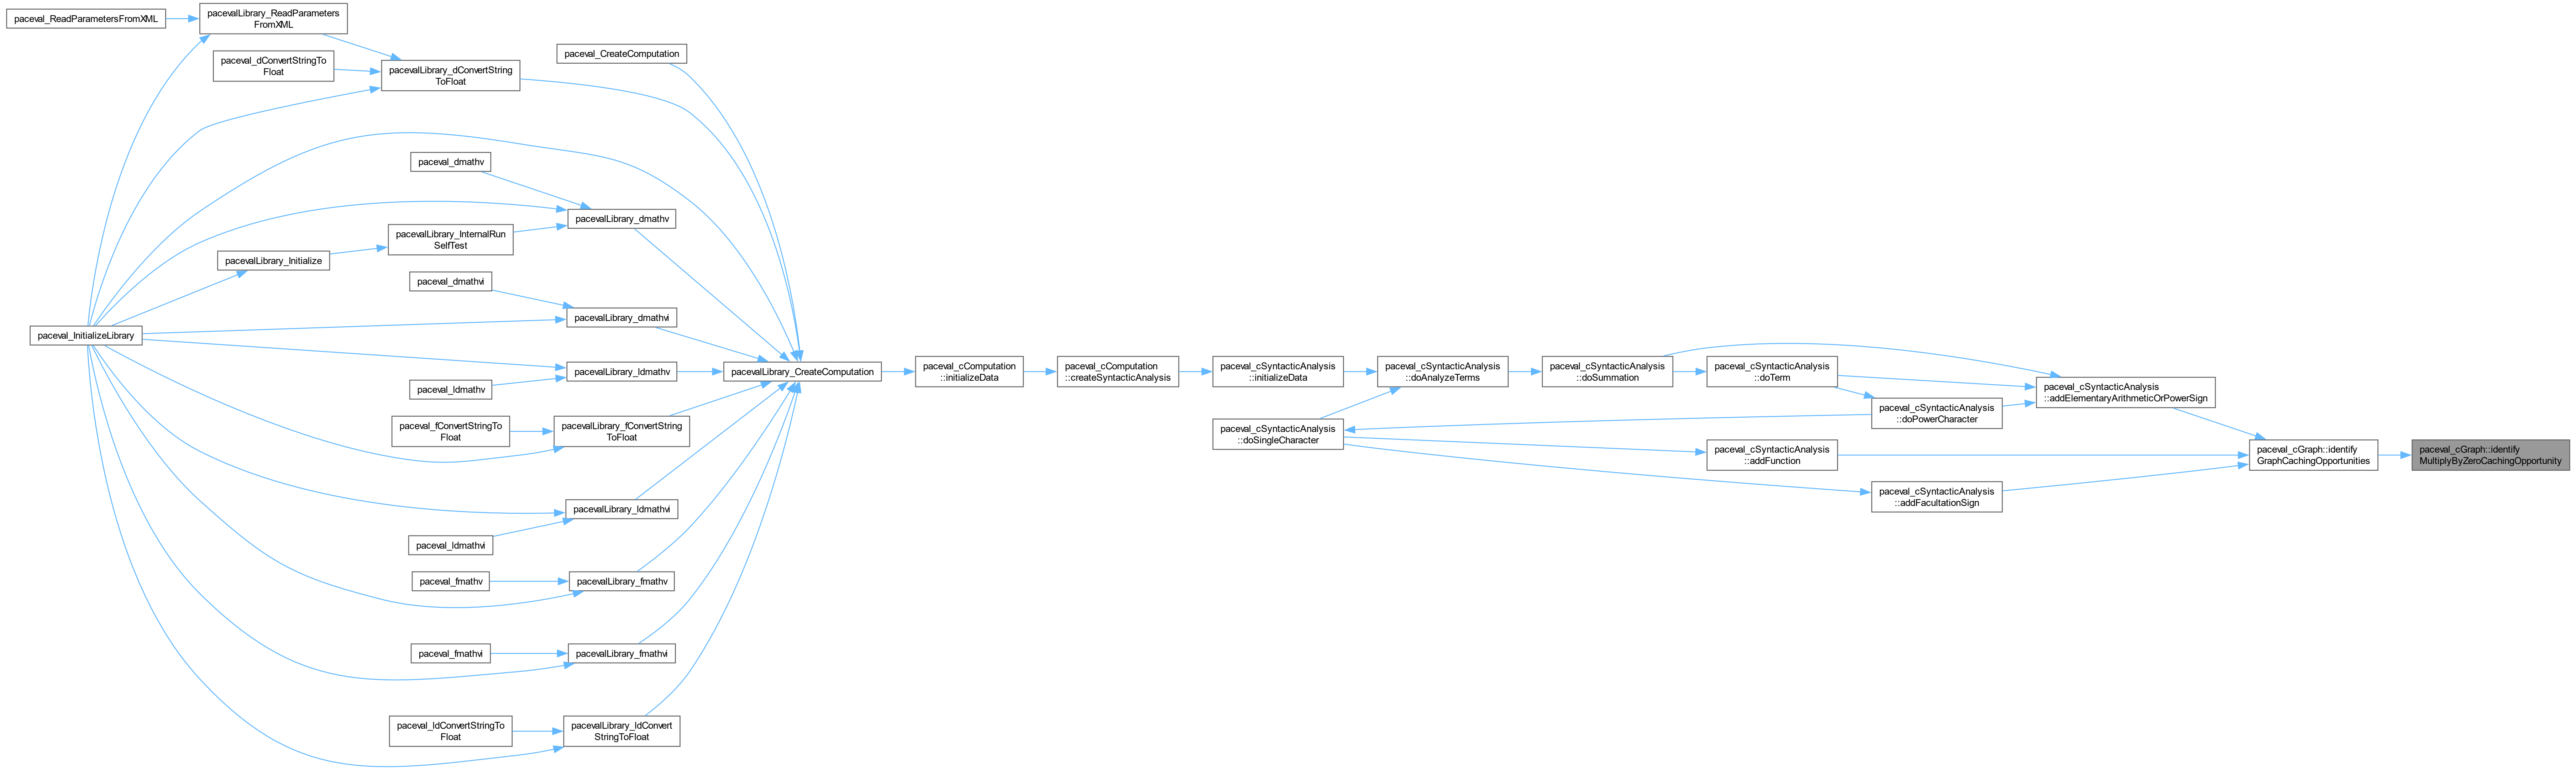 paceval_ReadParametersFromXML
pacevalLibrary_ReadParameters
FromXML
paceval_dConvertStringTo
Float
pacevalLibrary_dConvertString
ToFloat
paceval_CreateComputation
paceval_dmathv
pacevalLibrary_dmathv
pacevalLibrary_InternalRun
SelfTest
pacevalLibrary_Initialize
paceval_dmathvi
pacevalLibrary_dmathvi
paceval_InitializeLibrary
pacevalLibrary_ldmathv
paceval_ldmathv
pacevalLibrary_CreateComputation
paceval_cComputation
::initializeData
paceval_cComputation
::createSyntacticAnalysis
paceval_cSyntacticAnalysis
::initializeData
paceval_cSyntacticAnalysis
::doAnalyzeTerms
paceval_cSyntacticAnalysis
::doSummation
paceval_cSyntacticAnalysis
::doTerm
paceval_cSyntacticAnalysis
::addElementaryArithmeticOrPowerSign
paceval_cSyntacticAnalysis
::doPowerCharacter
paceval_cSyntacticAnalysis
::doSingleCharacter
paceval_cSyntacticAnalysis
::addFunction
paceval_cGraph::identify
GraphCachingOpportunities
paceval_cGraph::identify
MultiplyByZeroCachingOpportunity
paceval_cSyntacticAnalysis
::addFacultationSign
paceval_fConvertStringTo
Float
pacevalLibrary_fConvertString
ToFloat
pacevalLibrary_ldmathvi
paceval_ldmathvi
paceval_fmathv
pacevalLibrary_fmathv
paceval_fmathvi
pacevalLibrary_fmathvi
paceval_ldConvertStringTo
Float
pacevalLibrary_ldConvert
StringToFloat